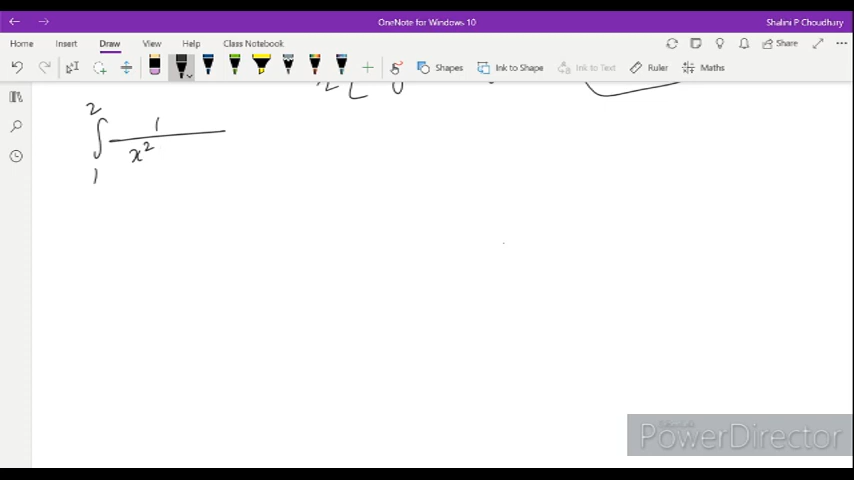 OneNote for Windows 10
Shalini P Choudhary
Home Insert Draw View Help Class Notebook Share
Shapes Ink to Shape Ink to Text Ruler Maths
2
1
∫
x²
1
PowerDirector